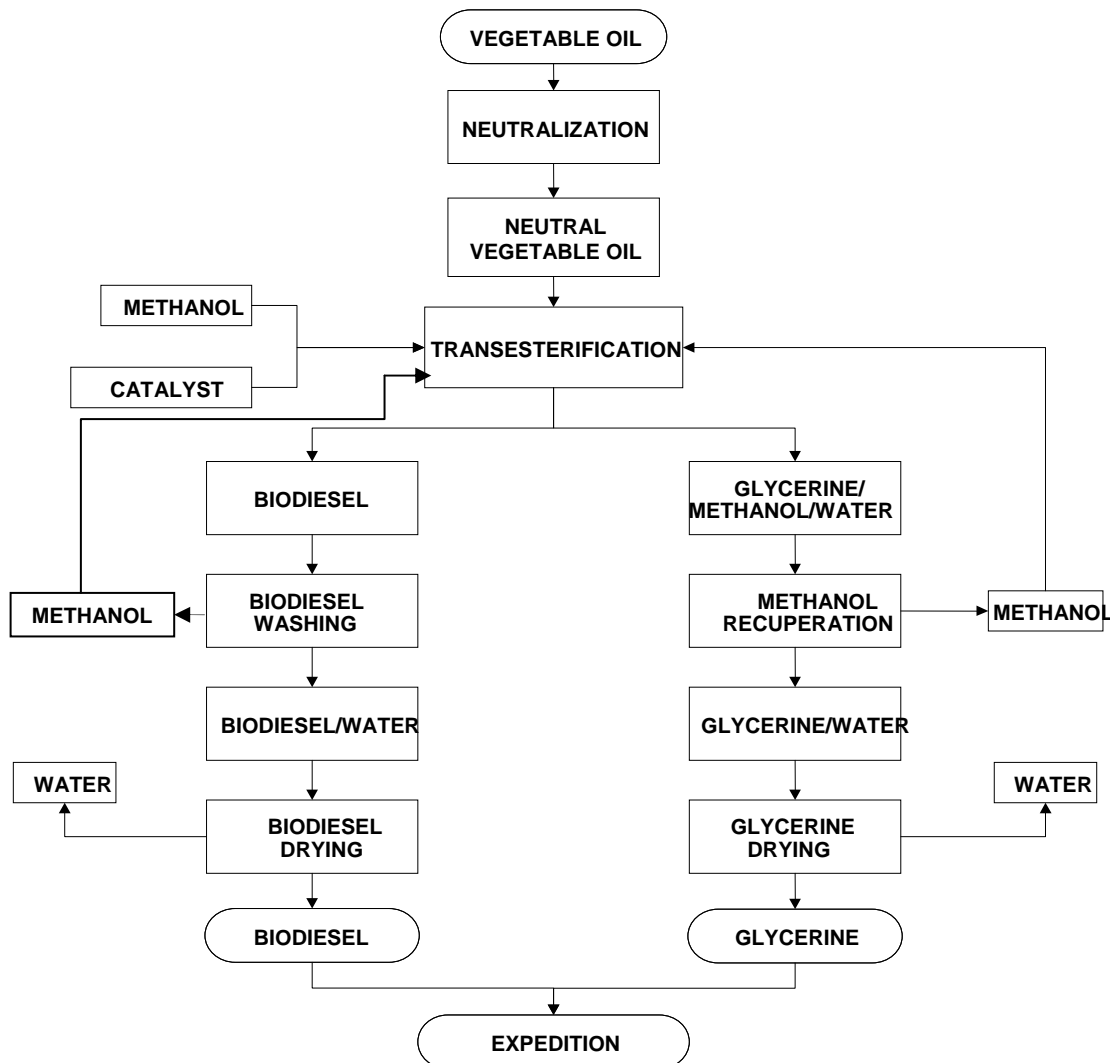 VEGETABLE OIL
NEUTRALIZATION
NEUTRAL
VEGETABLE OIL
METHANOL
TRANSESTERIFICATION
CATALYST
BIODIESEL
GLYCERINE/
METHANOL/WATER
METHANOL
BIODIESEL
WASHING
METHANOL
RECUPERATION
METHANOL
BIODIESEL/WATER
GLYCERINE/WATER
WATER
WATER
BIODIESEL
DRYING
GLYCERINE
DRYING
BIODIESEL
GLYCERINE
EXPEDITION